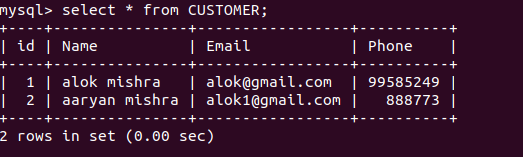 mysql> select * from CUSTOMER;
+----+---------------+-----------------+----------+
| id | Name          | Email           | Phone    |
+----+---------------+-----------------+----------+
|  1 | alok mishra   | alok@gmail.com  | 99585249 |
|  2 | aaryan mishra | alok1@gmail.com |   888773 |
+----+---------------+-----------------+----------+
2 rows in set (0.00 sec)